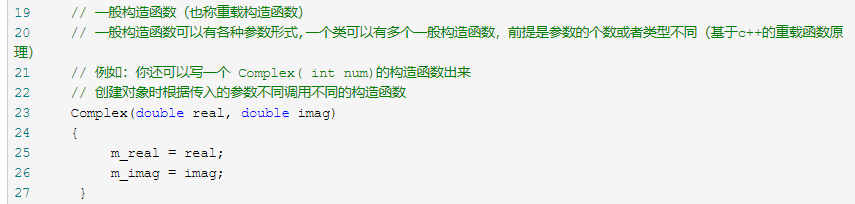 19 // 一般构造函数（也称重载构造函数）
20 // 一般构造函数可以有各种参数形式,一个类可以有多个一般构造函数，前提是参数的个数或者类型不同（基于c++的重载函数原
理）
21 // 例如：你还可以写一个 Complex( int num)的构造函数出来
22 // 创建对象时根据传入的参数不同调用不同的构造函数
23 Complex(double real, double imag)
24 {
25 m_real = real;
26 m_imag = imag;
27 }